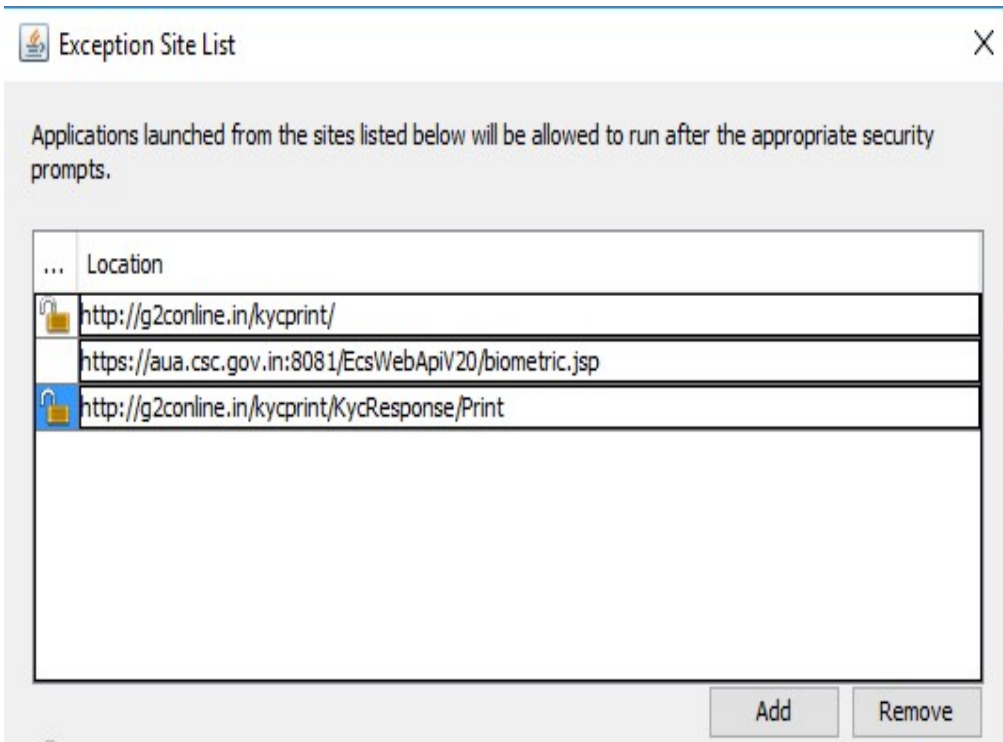 Exception Site List
Applications launched from the sites listed below will be allowed to run after the appropriate security
prompts.
... Location
http://g2conline.in/kycprint/
https://aua.csc.gov.in:8081/EcsWebApiV20/biometric.jsp
http://g2conline.in/kycprint/KycResponse/Print
Add Remove